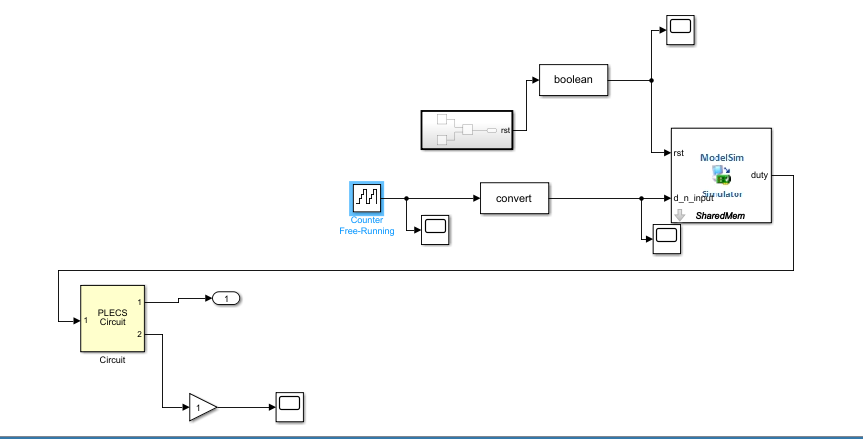 boolean
rst
ModelSim
rst
duty
Simulator
d_n_input
SharedMem
convert
Counter
Free-Running
PLECS
Circuit
1
1
2
Circuit
1
1